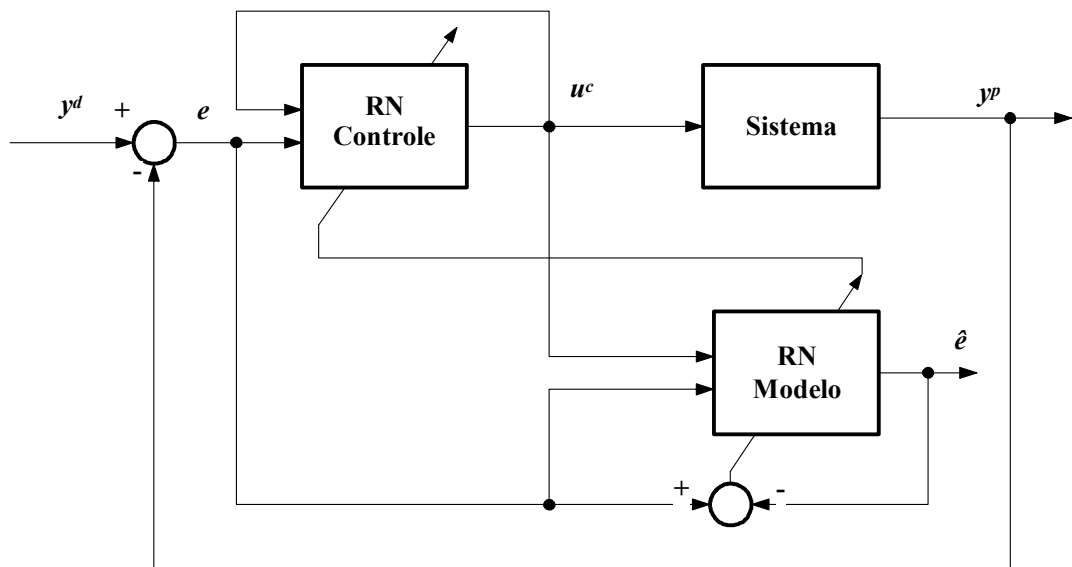 y^d
+
-
e
RN
Controle
u^c
Sistema
y^p
RN
Modelo
ê
+
-